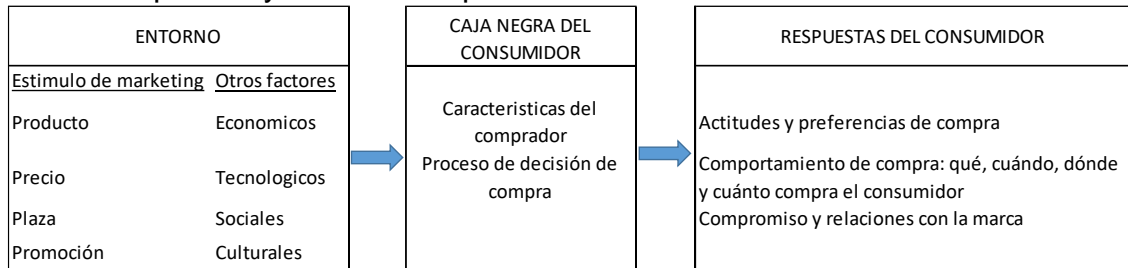 ENTORNO
CAJA NEGRA DEL
CONSUMIDOR
RESPUESTAS DEL CONSUMIDOR
Estimulo de marketing Otros factores
Producto Economicos
Precio Tecnologicos
Plaza Sociales
Promoción Culturales
Caracteristicas del
comprador
Proceso de decisión de
compra
Actitudes y preferencias de compra
Comportamiento de compra: qué, cuándo, dónde
y cuánto compra el consumidor
Compromiso y relaciones con la marca